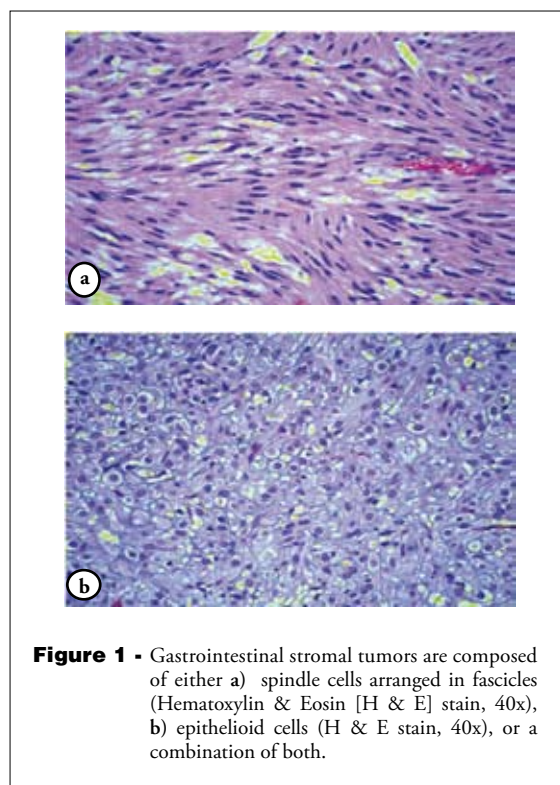 a
b
Figure 1 - Gastrointestinal stromal tumors are composed
of either a) spindle cells arranged in fascicles
(Hematoxylin & Eosin [H & E] stain, 40x),
b) epithelioid cells (H & E stain, 40x), or a
combination of both.